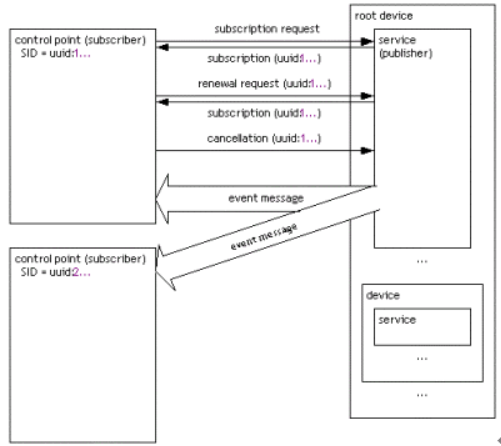 subscription request
root device
control point (subscriber)
SID = uuid:1...
service
(publisher)
subscription (uuid:1...)
renewal request (uuid:1...)
subscription (uuid:1...)
cancellation (uuid:1...)
event message
event message
control point (subscriber)
SID = uuid:2...
...
device
service
...
...